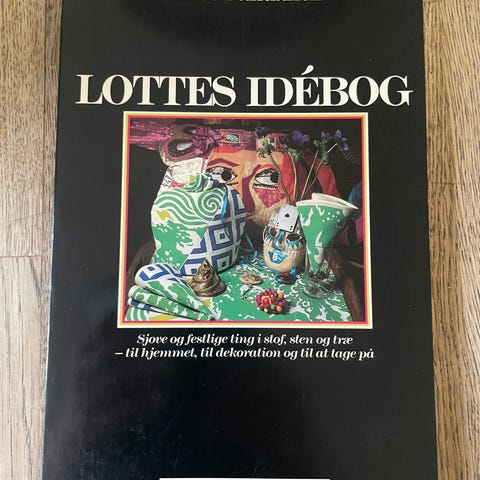 LOTTES IDÉBOG
Sjove og festlige ting i stof, sten og træ
– til hjemmet, til dekoration og til at tage på